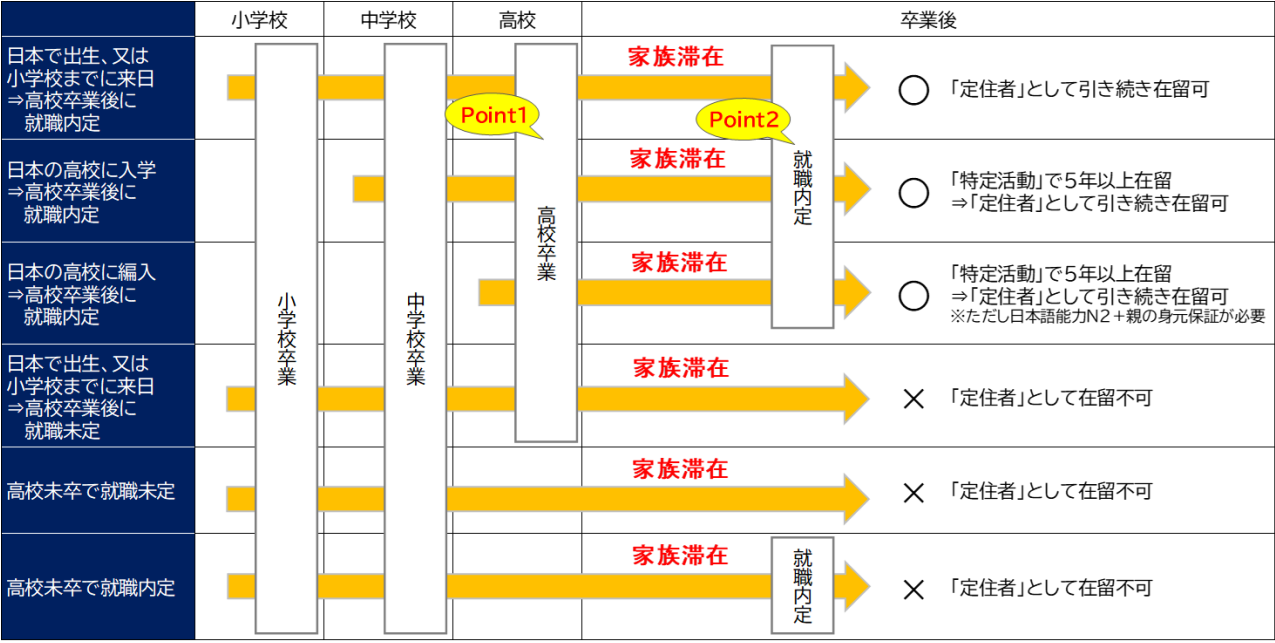 小学校
中学校
高校
卒業後
日本で出生、又は
小学校までに来日
⇒高校卒業後に
就職内定
家族滞在
「定住者」として引き続き在留可
Point1
Point2
日本の高校に入学
⇒高校卒業後に
就職内定
家族滞在
「特定活動」で5年以上在留
⇒「定住者」として引き続き在留可
日本の高校に編入
⇒高校卒業後に
就職内定
家族滞在
「特定活動」で5年以上在留
⇒「定住者」として引き続き在留可
※ただし日本語能力N2+親の身元保証が必要
小学校卒業
中学校卒業
高校卒業
就職内定
日本で出生、又は
小学校までに来日
⇒高校卒業後に
就職未定
家族滞在
「定住者」として在留不可
高校未卒で就職未定
家族滞在
「定住者」として在留不可
高校未卒で就職内定
家族滞在
就職内定
「定住者」として在留不可